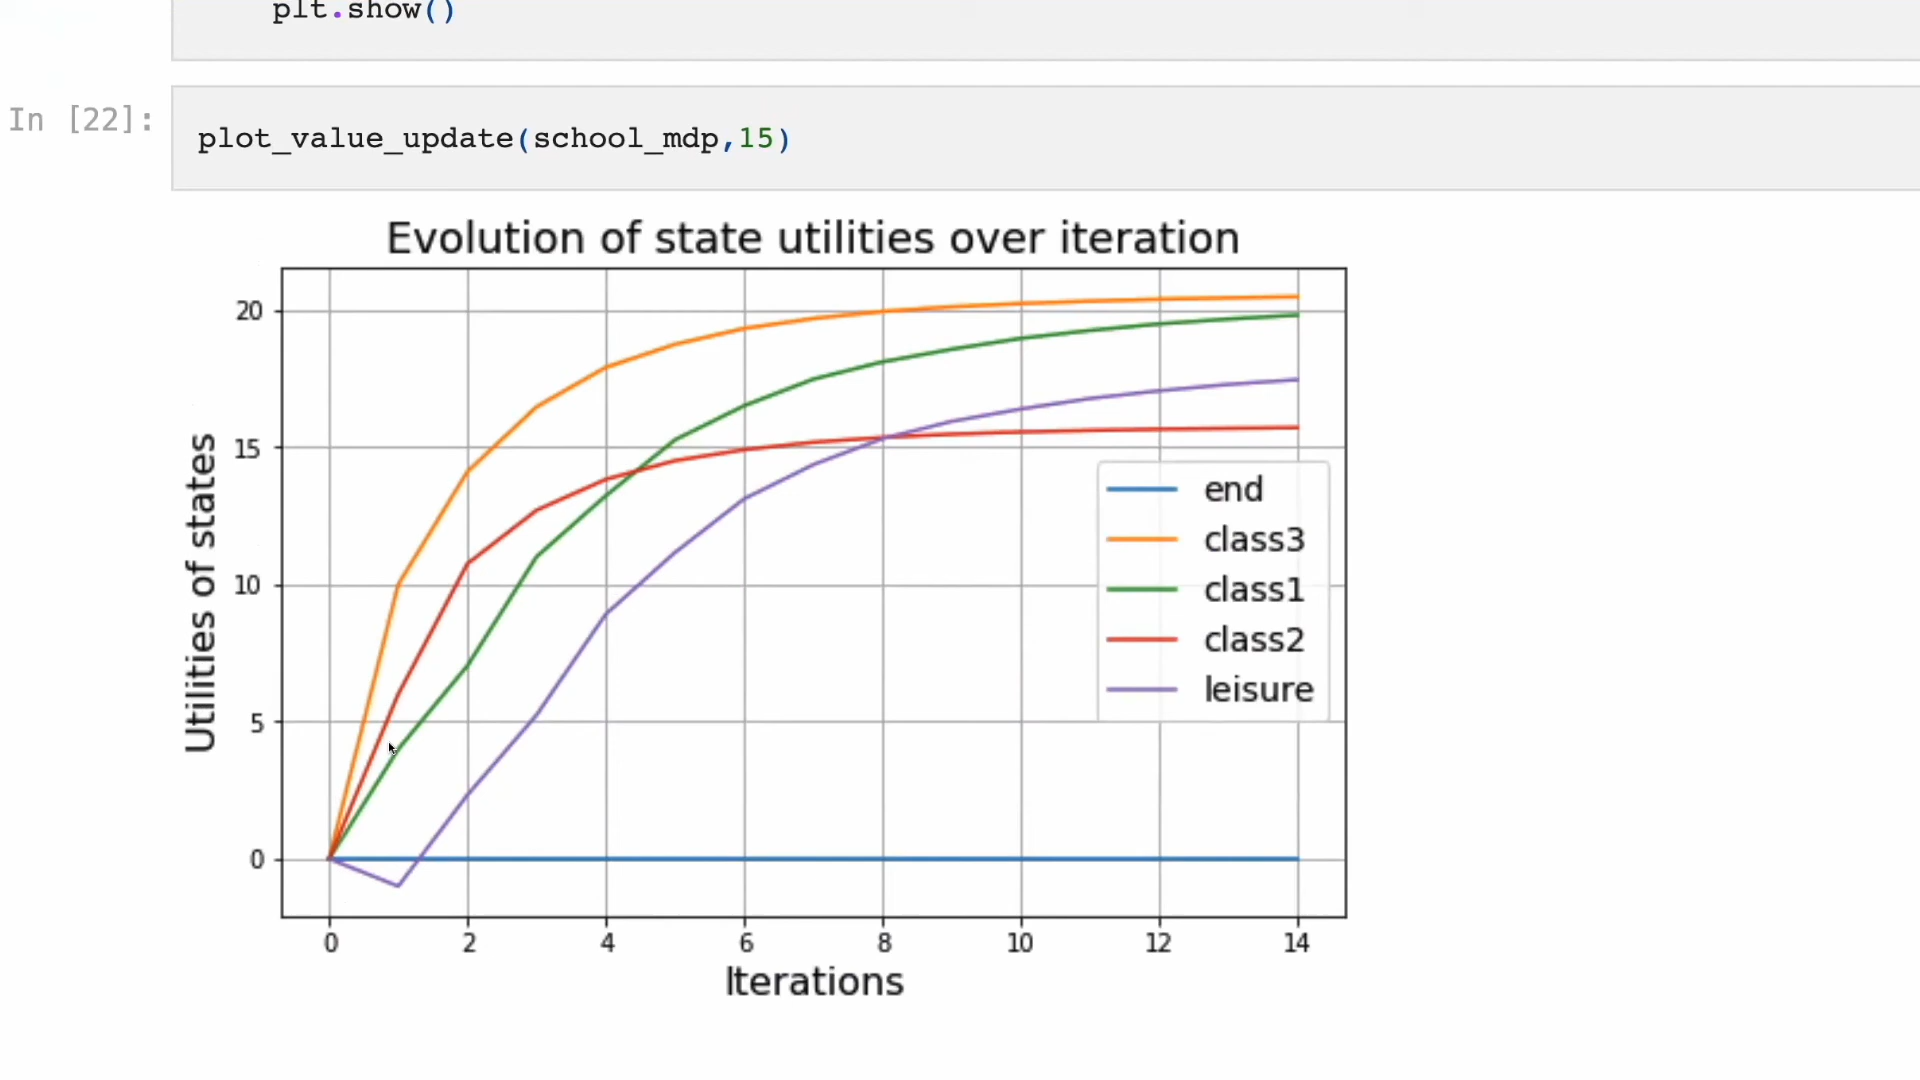 plt.show()
In [22]:
plot_value_update(school_mdp,15)
Evolution of state utilities over iteration
Utilities of states
20
15
10
5
0
end
class3
class1
class2
leisure
0 2 4 6 8 10 12 14
Iterations